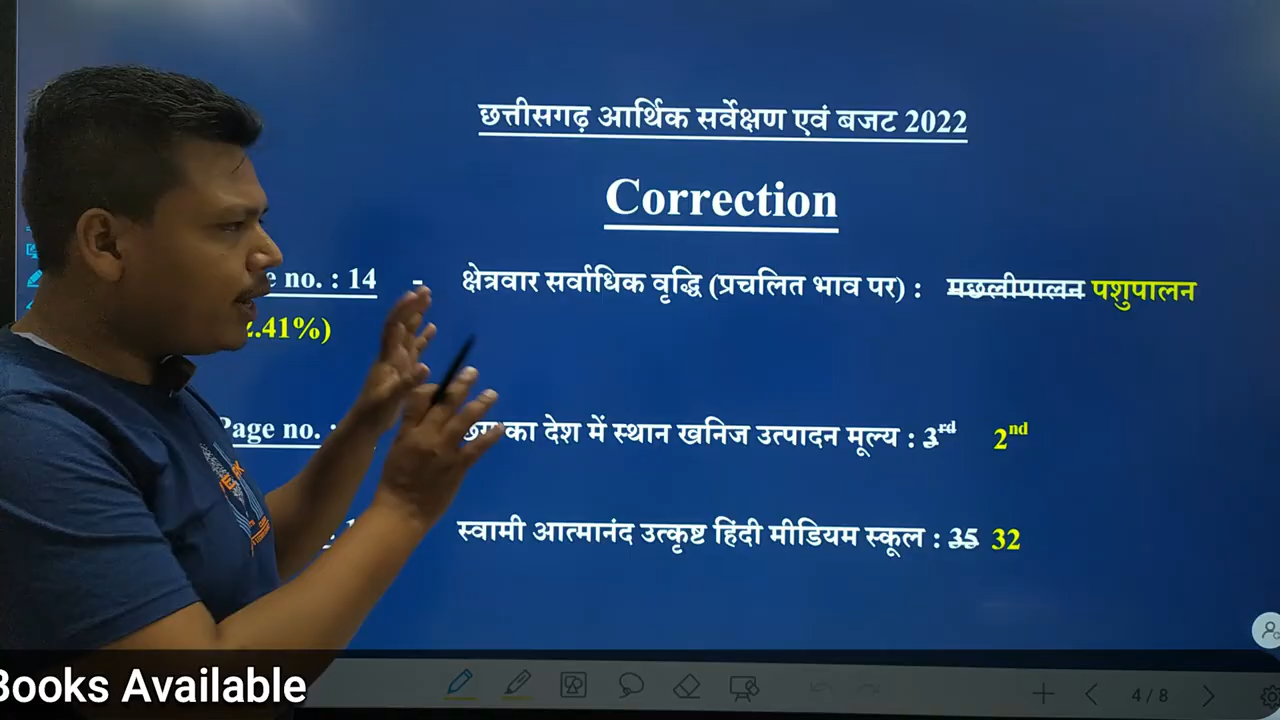 छत्तीसगढ़ आर्थिक सर्वेक्षण एवं बजट 2022
Correction
no. : 14 - क्षेत्रवार सर्वाधिक वृद्धि (प्रचलित भाव पर) : मछलीपालन पशुपालन
.41%)
Page no. : का देश में स्थान खनिज उत्पादन मूल्य : 3rd 2nd
स्वामी आत्मानंद उत्कृष्ट हिंदी मीडियम स्कूल : 35 32
Books Available
4 / 8